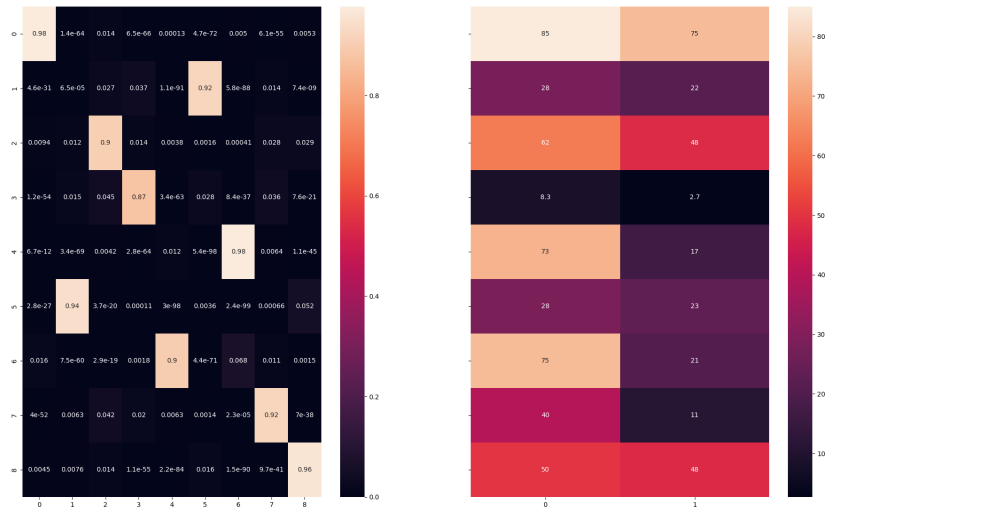 0 0.98 1.4e-64 0.014 6.5e-66 0.00013 4.7e-72 0.005 6.1e-55 0.0053 85 75
1 4.6e-31 6.5e-05 0.027 0.037 1.1e-91 0.92 5.8e-88 0.014 7.4e-09 28 22
2 0.0094 0.012 0.9 0.014 0.0038 0.0016 0.00041 0.028 0.029 62 48
3 1.2e-54 0.015 0.045 0.87 3.4e-63 0.028 8.4e-37 0.036 7.6e-21 8.3 2.7
4 6.7e-12 3.4e-69 0.0042 2.8e-64 0.012 5.4e-98 0.98 0.0064 1.1e-45 73 17
5 2.8e-27 0.94 3.7e-20 0.00011 3e-98 0.0036 2.4e-99 0.00066 0.052 28 23
6 0.016 7.5e-60 2.9e-19 0.0018 0.9 4.4e-71 0.068 0.011 0.0015 75 21
7 4e-52 0.0063 0.042 0.02 0.0063 0.0014 2.3e-05 0.92 7e-38 40 11
8 0.0045 0.0076 0.014 1.1e-55 2.2e-84 0.016 1.5e-90 9.7e-41 0.96 50 48
0 1 2 3 4 5 6 7 8 0 1
0.8
0.6
0.4
0.2
0.0
80
70
60
50
40
30
20
10